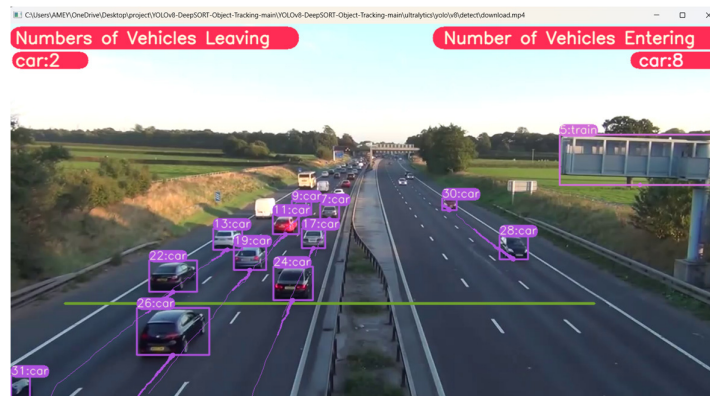 C:\Users\AMEY\OneDrive\Desktop\project\YOLOv8-DeepSORT-Object-Tracking-main\YOLOv8-DeepSORT-Object-Tracking-main\ultralytics\yolo\v8\detect\download.mp4
Numbers of Vehicles Leaving
Number of Vehicles Entering
car:2
car:8
5:train
9:car
7:car
30:car
11:car
13:car
17:car
28:car
19:car
22:car
24:car
26:car
31:car